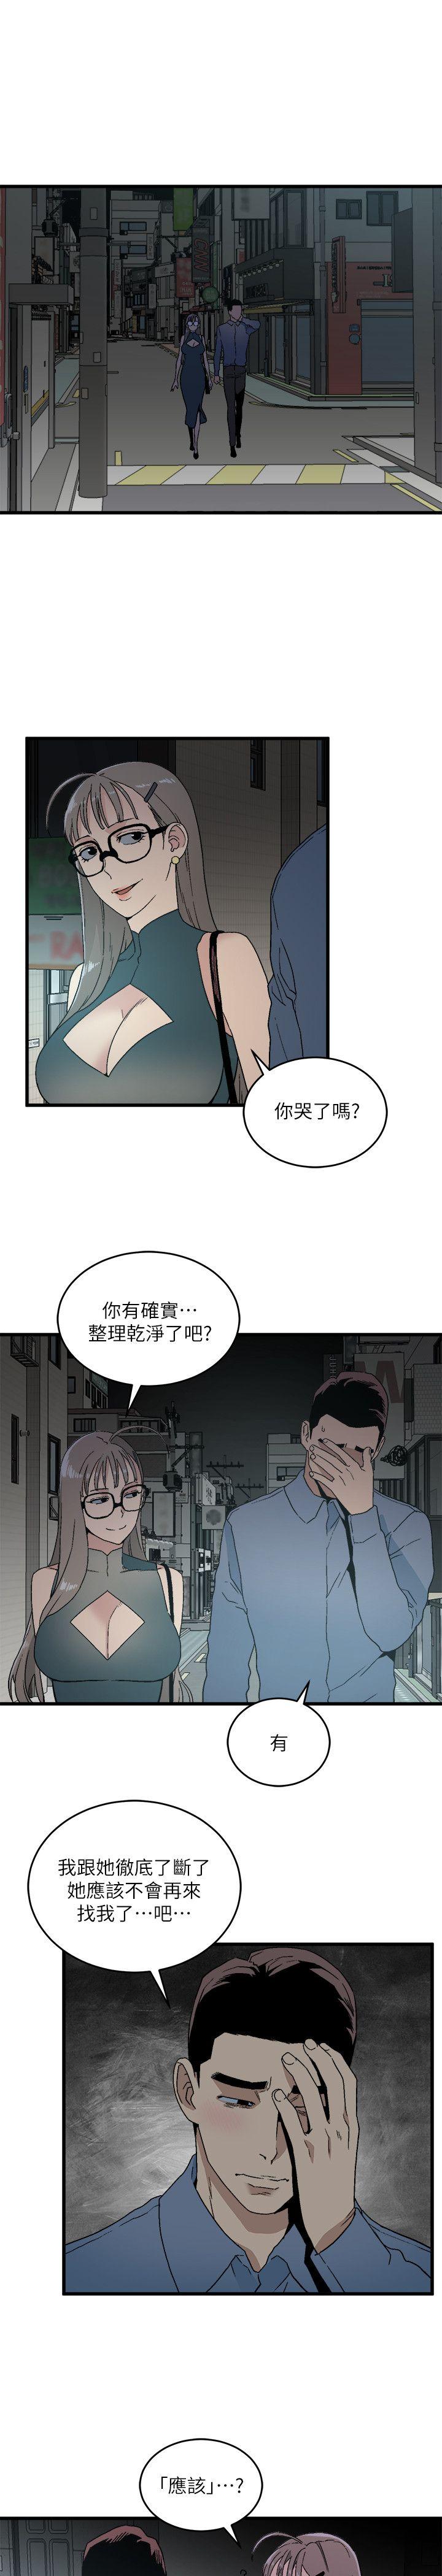 你哭了嗎?
你有確實…
整理乾淨了吧?
RA
有
我跟她徹底了斷了
她應該不會再來
找我了…吧…
「應該」…?